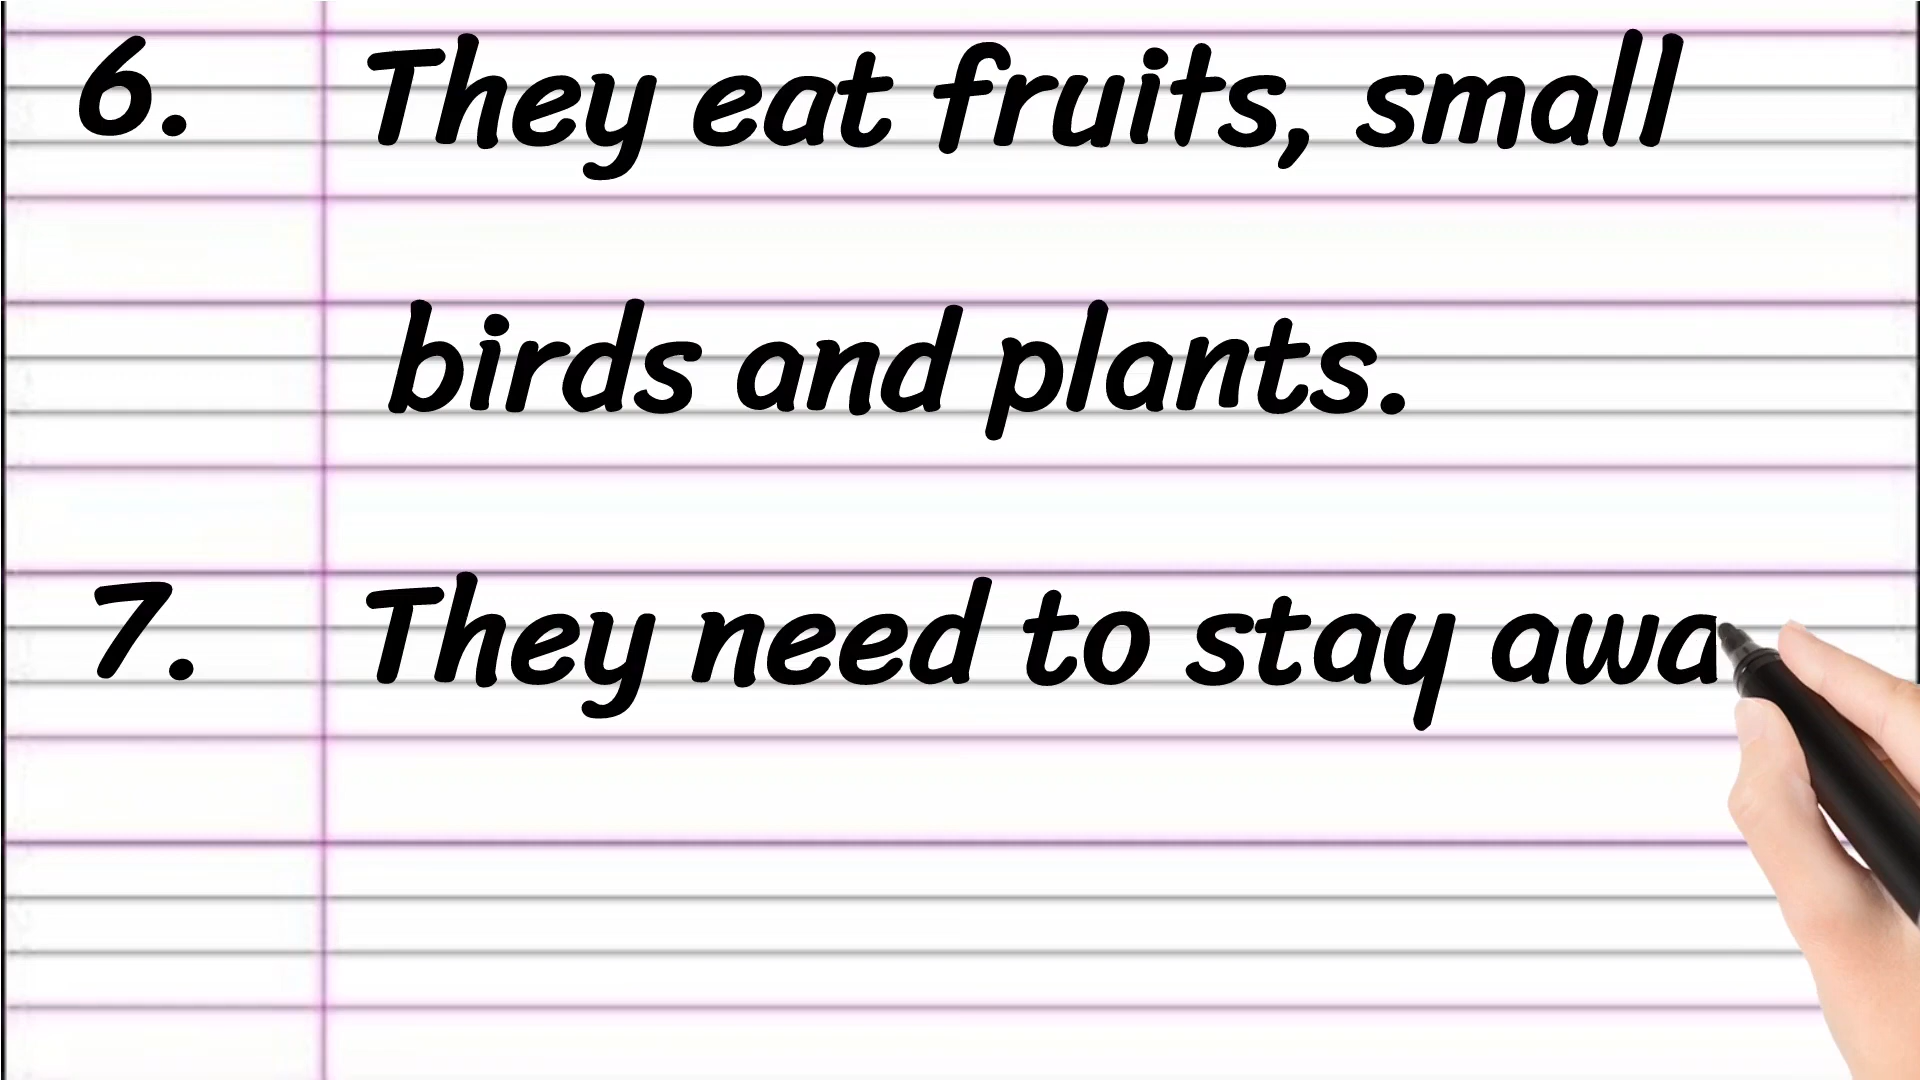 6. They eat fruits, small
birds and plants.
7. They need to stay awa